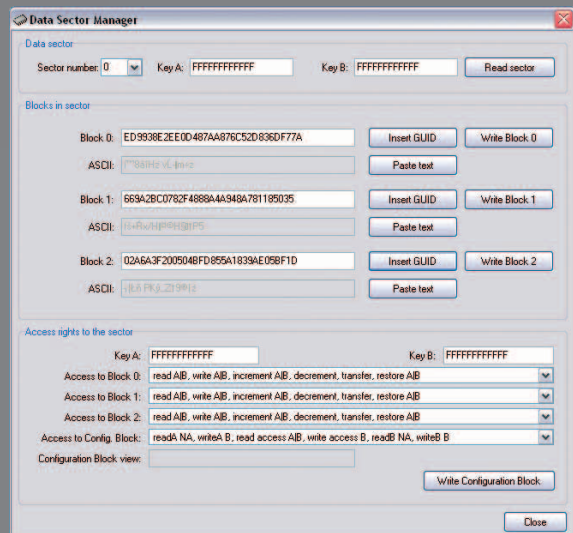 Data Sector Manager
Data sector
Sector number: 0 Key A: FFFFFFFFFFFF Key B: FFFFFFFFFFFF Read sector
Blocks in sector
Block 0: ED9938E2EE0D487AA876C52D836DF77A Insert GUID Write Block 0
ASCII: Paste text
Block 1: 669A2BC0782F4888A4A948A781185035 Insert GUID Write Block 1
ASCII: Paste text
Block 2: 02A6A3F200504BFD855A1839AE05BF1D Insert GUID Write Block 2
ASCII: Paste text
Access rights to the sector
Key A: FFFFFFFFFFFF Key B: FFFFFFFFFFFF
Access to Block 0: read A|B, write A|B, increment A|B, decrement, transfer, restore A|B
Access to Block 1: read A|B, write A|B, increment A|B, decrement, transfer, restore A|B
Access to Block 2: read A|B, write A|B, increment A|B, decrement, transfer, restore A|B
Access to Config. Block: readA NA, writeA B, read access A|B, write access B, readB NA, writeB B
Configuration Block view:
Write Configuration Block
Close